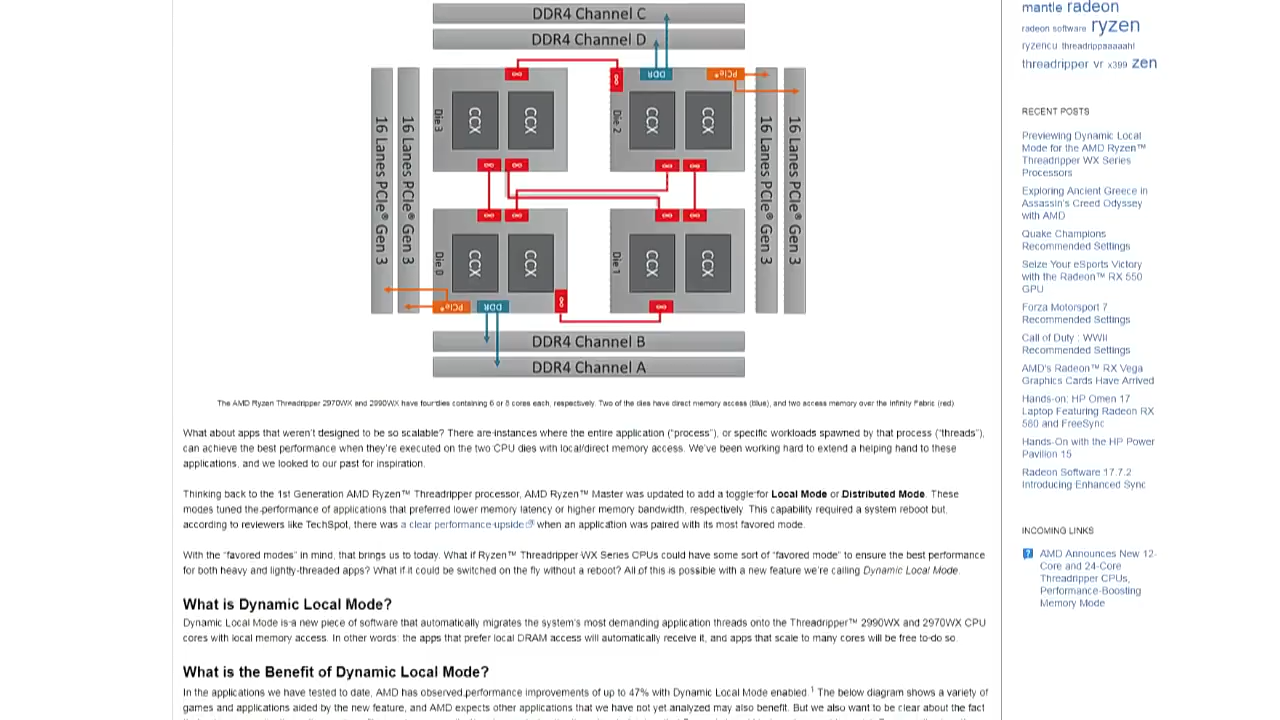 DDR4 Channel C
DDR4 Channel D
16 Lanes PCIe® Gen 3
16 Lanes PCIe® Gen 3
Die 3
CCX
CCX
Die 2
DDR
PCIe®
CCX
CCX
16 Lanes PCIe® Gen 3
16 Lanes PCIe® Gen 3
Die 0
CCX
CCX
PCIe®
DDR
Die 1
CCX
CCX
DDR4 Channel B
DDR4 Channel A
The AMD Ryzen Threadripper 2970WX and 2990WX have four dies containing 6 or 8 cores each, respectively. Two of the dies have direct memory access (blue), and two access memory over the Infinity Fabric (red)
What about apps that weren't designed to be so scalable? There are instances where the entire application ("process"), or specific workloads spawned by that process ("threads"),
can achieve the best performance when they're executed on the two CPU dies with local/direct memory access. We've been working hard to extend a helping hand to these
applications, and we looked to our past for inspiration.
Thinking back to the 1st Generation AMD Ryzen™ Threadripper processor, AMD Ryzen™ Master was updated to add a toggle for Local Mode or Distributed Mode. These
modes tuned the performance of applications that preferred lower memory latency or higher memory bandwidth, respectively. This capability required a system reboot but,
according to reviewers like TechSpot, there was a clear performance upside when an application was paired with its most favored mode.
With the "favored modes" in mind, that brings us to today. What if Ryzen™ Threadripper WX Series CPUs could have some sort of "favored mode" to ensure the best performance
for both heavy and lightly-threaded apps? What if it could be switched on the fly without a reboot? All of this is possible with a new feature we're calling Dynamic Local Mode.
What is Dynamic Local Mode?
Dynamic Local Mode is a new piece of software that automatically migrates the system's most demanding application threads onto the Threadripper™ 2990WX and 2970WX CPU
cores with local memory access. In other words: the apps that prefer local DRAM access will automatically receive it, and apps that scale to many cores will be free to do so.
What is the Benefit of Dynamic Local Mode?
In the applications we have tested to date, AMD has observed performance improvements of up to 47% with Dynamic Local Mode enabled.1 The below diagram shows a variety of
games and applications aided by the new feature, and AMD expects other applications that we have not yet analyzed may also benefit. But we also want to be clear about the fact
mantle radeon
radeon software ryzen
ryzencu threadrippaaaaah!
threadripper vr x399 zen
RECENT POSTS
Previewing Dynamic Local
Mode for the AMD Ryzen™
Threadripper WX Series
Processors
Exploring Ancient Greece in
Assassin's Creed Odyssey
with AMD
Quake Champions
Recommended Settings
Seize Your eSports Victory
with the Radeon™ RX 550
GPU
Forza Motorsport 7
Recommended Settings
Call of Duty : WWII
Recommended Settings
AMD's Radeon™ RX Vega
Graphics Cards Have Arrived
Hands-on: HP Omen 17
Laptop Featuring Radeon RX
580 and FreeSync
Hands-On with the HP Power
Pavilion 15
Radeon Software 17.7.2
Introducing Enhanced Sync
INCOMING LINKS
AMD Announces New 12-
Core and 24-Core
Threadripper CPUs,
Performance-Boosting
Memory Mode